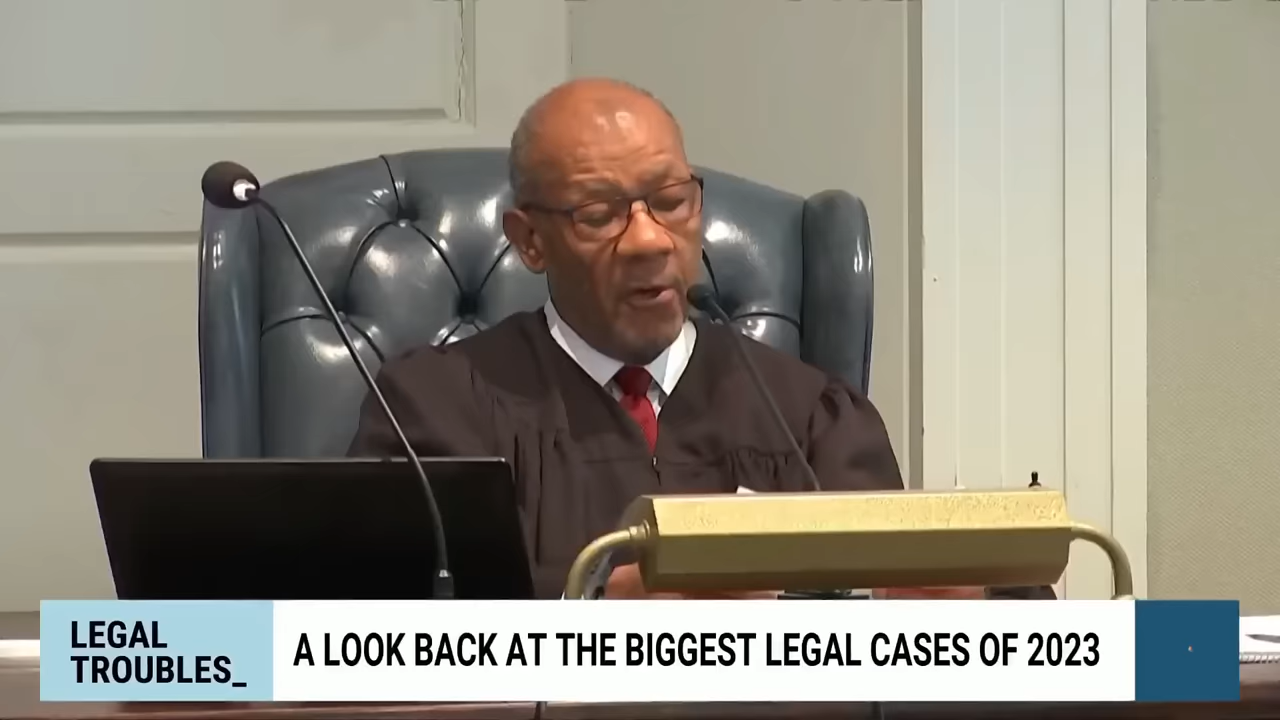 LEGAL
TROUBLES_
A LOOK BACK AT THE BIGGEST LEGAL CASES OF 2023